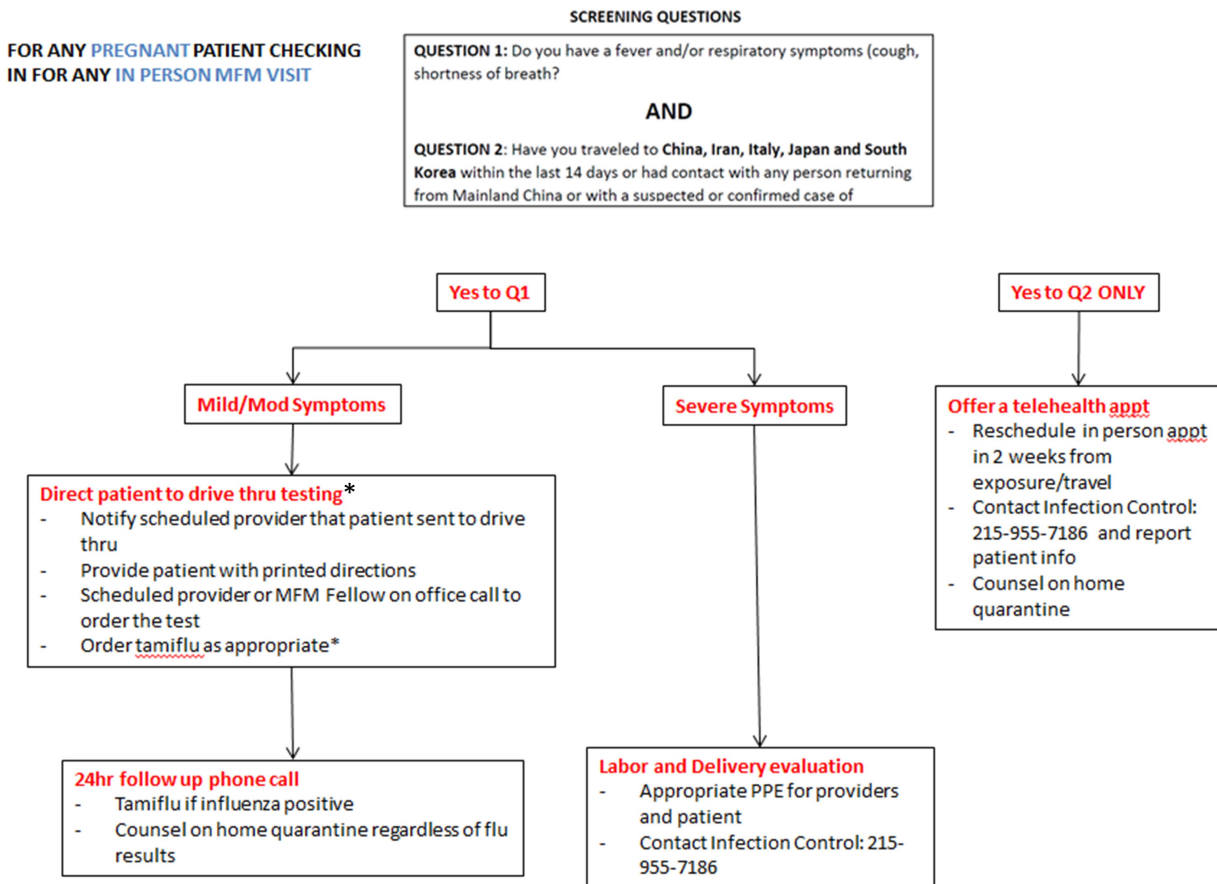 SCREENING QUESTIONS
FOR ANY PREGNANT PATIENT CHECKING
IN FOR ANY IN PERSON MFM VISIT
QUESTION 1: Do you have a fever and/or respiratory symptoms (cough,
shortness of breath?
AND
QUESTION 2: Have you traveled to China, Iran, Italy, Japan and South
Korea within the last 14 days or had contact with any person returning
from Mainland China or with a suspected or confirmed case of
Yes to Q1
Yes to Q2 ONLY
Mild/Mod Symptoms
Severe Symptoms
Offer a telehealth appt
- Reschedule in person appt
in 2 weeks from
exposure/travel
- Contact Infection Control:
215-955-7186 and report
patient info
- Counsel on home
quarantine
Direct patient to drive thru testing*
- Notify scheduled provider that patient sent to drive
thru
- Provide patient with printed directions
- Scheduled provider or MFM Fellow on office call to
order the test
- Order tamiflu as appropriate*
24hr follow up phone call
- Tamiflu if influenza positive
- Counsel on home quarantine regardless of flu
results
Labor and Delivery evaluation
- Appropriate PPE for providers
and patient
- Contact Infection Control: 215-
955-7186